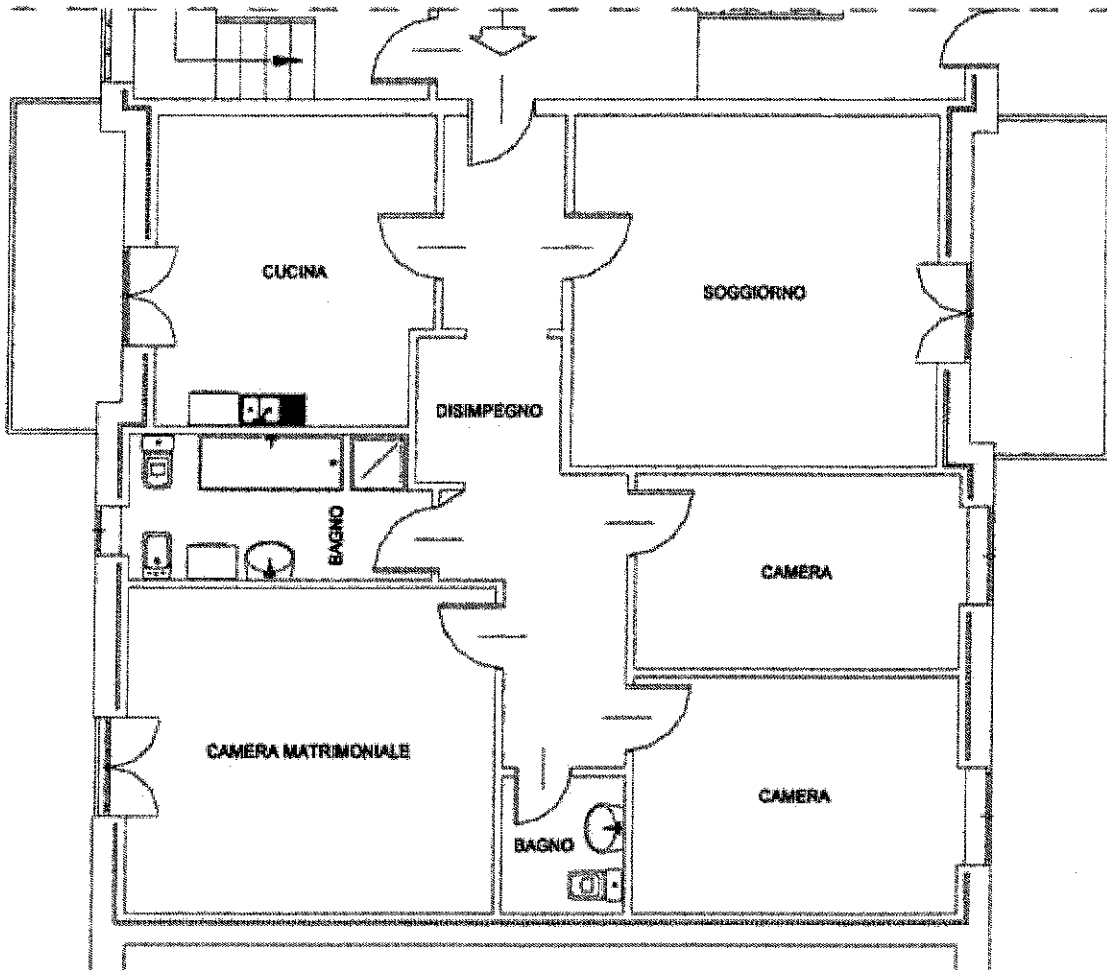 CUCINA
SOGGIORNO
DISIMPEGNO
BAGNO
CAMERA
CAMERA MATRIMONIALE
CAMERA
BAGNO